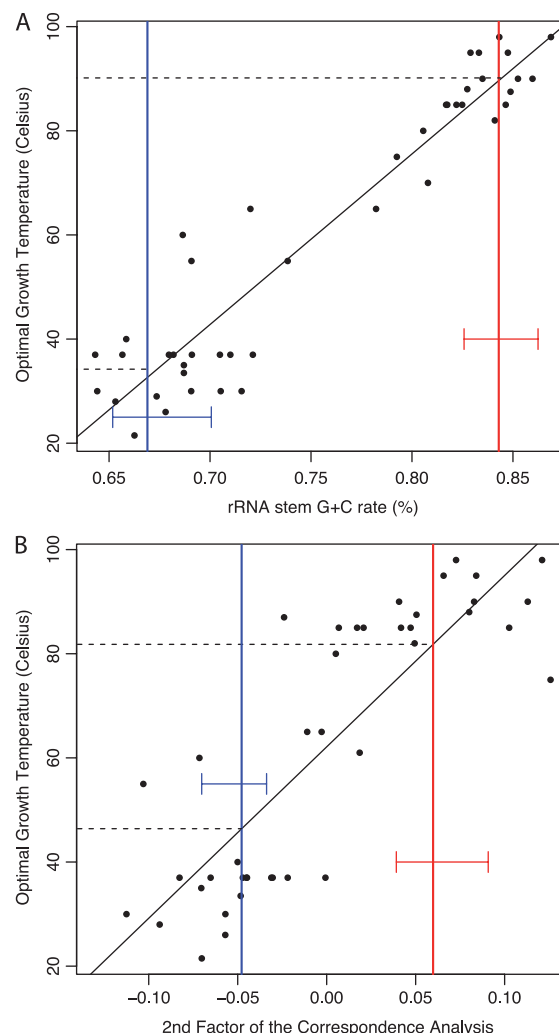 A
Optimal Growth Temperature (Celsius)
100
80
60
40
20
0.65 0.70 0.75 0.80 0.85
rRNA stem G+C rate (%)
B
Optimal Growth Temperature (Celsius)
100
80
60
40
20
−0.10 −0.05 0.00 0.05 0.10
2nd Factor of the Correspondence Analysis